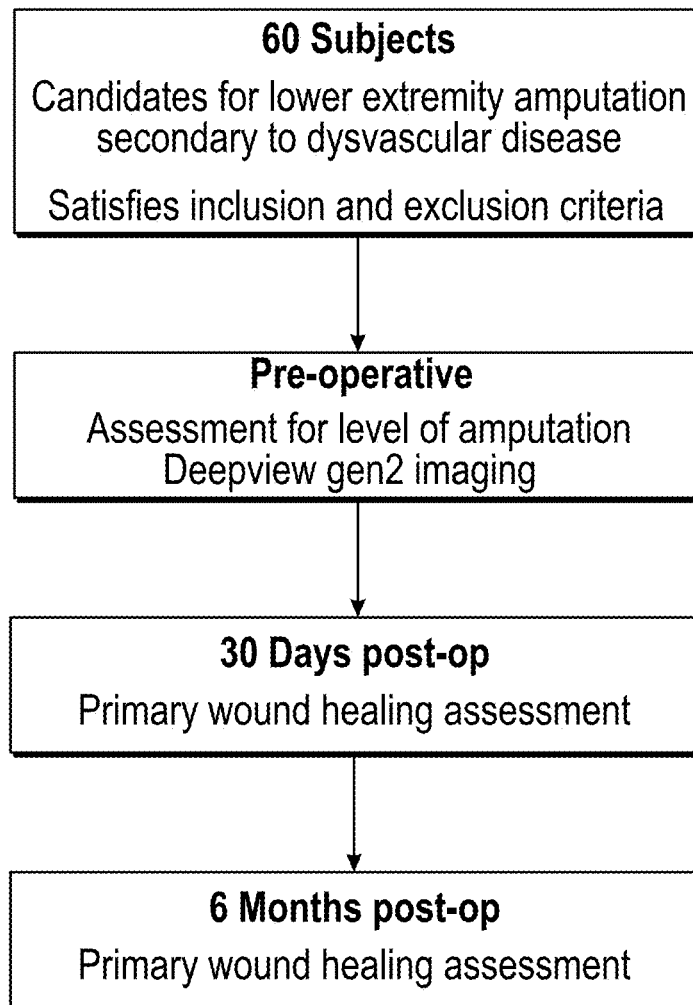 60 Subjects
Candidates for lower extremity amputation
secondary to dysvascular disease
Satisfies inclusion and exclusion criteria
Pre-operative
Assessment for level of amputation
Deepview gen2 imaging
30 Days post-op
Primary wound healing assessment
6 Months post-op
Primary wound healing assessment